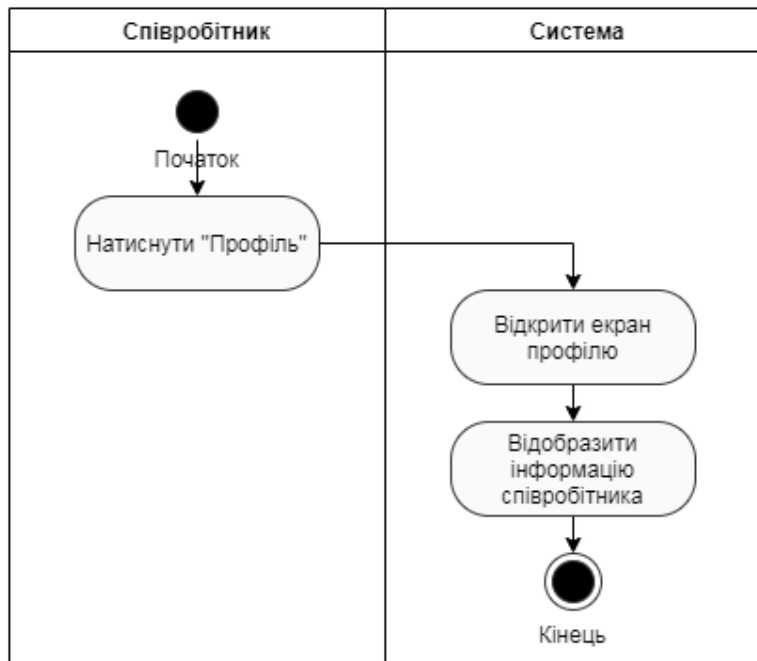 Співробітник
Система
Початок
Натиснути "Профіль"
Відкрити екран
профілю
Відобразити
інформацію
співробітника
Кінець